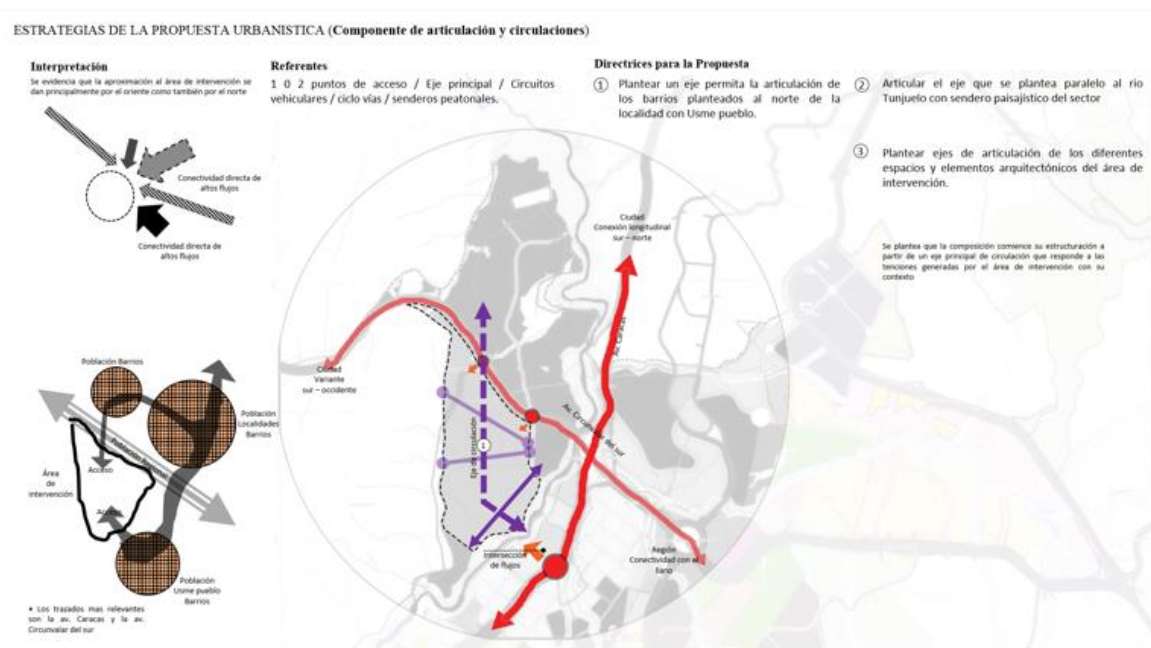 ESTRATEGIAS DE LA PROPUESTA URBANISTICA (Componente de articulación y circulaciones)
Interpretación
Se evidencia que la aproximación al área de intervención se
dan principalmente por el oriente como también por el norte
Conectividad directa de
altos flujos
Conectividad directa de
altos flujos
Referentes
1 0 2 puntos de acceso / Eje principal / Circuitos
vehiculares / ciclo vías / senderos peatonales.
Directrices para la Propuesta
1 Plantear un eje permita la articulación de
los barrios planteados al norte de la
localidad con Usme pueblo.
2 Articular el eje que se plantea paralelo al rio
Tunjuelo con sendero paisajístico del sector
3 Plantear ejes de articulación de los diferentes
espacios y elementos arquitectónicos del área de
intervención.
Se plantea que la composición comience su estructuración a
partir de un eje principal de circulación que responde a las
tenciones generadas por el área de intervención con su
contexto
Ciudad
Conexión longitudinal
sur – norte
Av. Caracas
Ciudad
Variante
sur – occidente
Av. Circunvalar del sur
Eje de circulación
1
Intersección
de flujos
Región
Conectividad con el
llano
Población Barrios
Población
Localidades
Barrios
Población Regional
Acceso
Área
de
intervención
Acceso
Población
Usme pueblo
Barrios
• Los trazados mas relevantes
son la av. Caracas y la av.
Circunvalar del sur